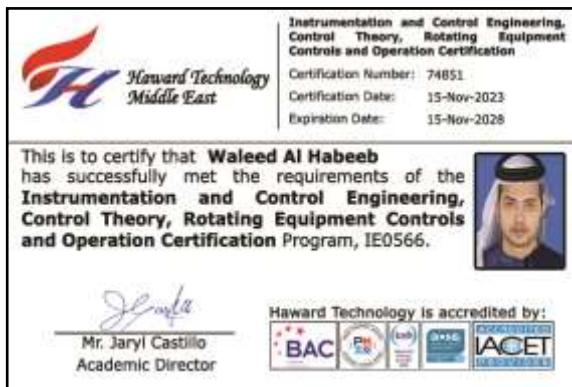 Haward Technology
Middle East
Instrumentation and Control Engineering,
Control Theory, Rotating Equipment
Controls and Operation Certification
Certification Number: 74851
Certification Date: 15-Nov-2023
Expiration Date: 15-Nov-2028
This is to certify that Waleed Al Habeeb
has successfully met the requirements of the
Instrumentation and Control Engineering,
Control Theory, Rotating Equipment Controls
and Operation Certification Program, IE0566.
Mr. Jaryl Castillo
Academic Director
Haward Technology is accredited by:
BAC
ACCREDITED
IACET
PROVIDER